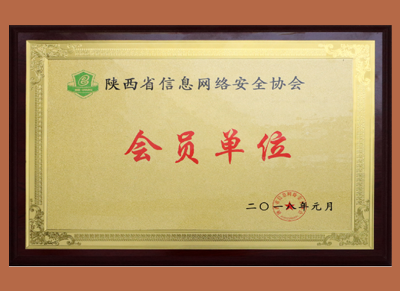 陕西省信息网络安全协会
会员单位
二〇一八年元月